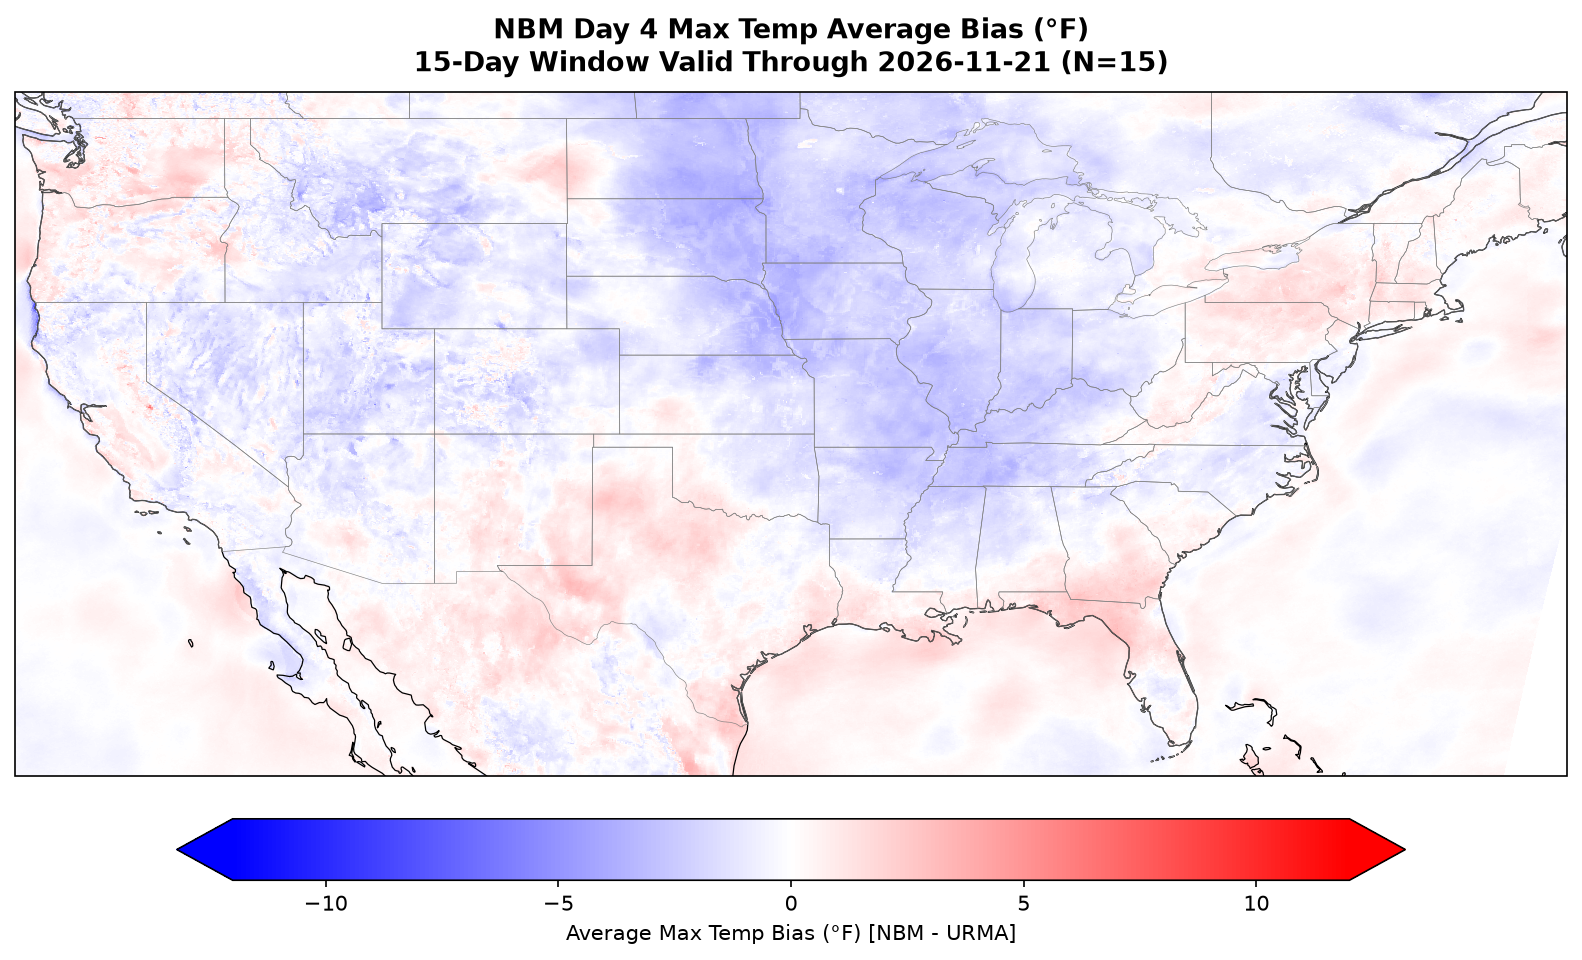 NBM Day 4 Max Temp Average Bias (°F)
15-Day Window Valid Through 2026-11-21 (N=15)
−10 −5 0 5 10
Average Max Temp Bias (°F) [NBM - URMA]